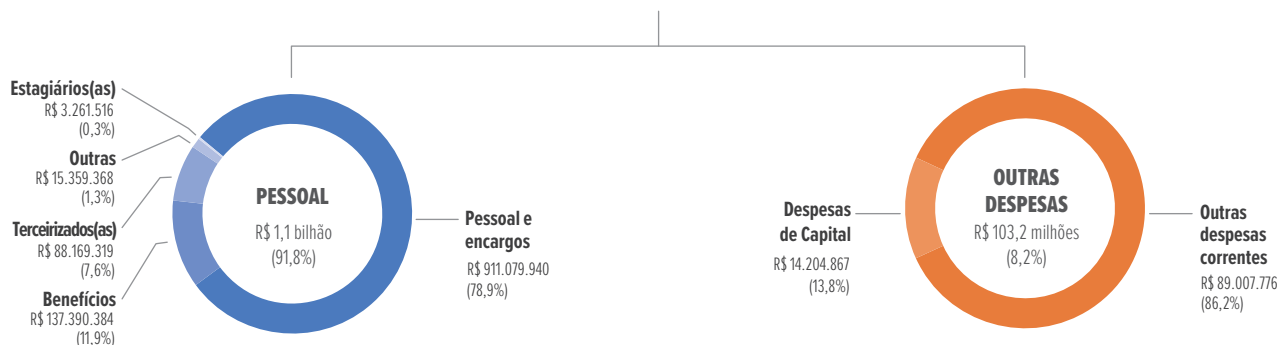 Estagiários(as)
R$ 3.261.516
(0,3%)
Outras
R$ 15.359.368
(1,3%)
Terceirizados(as)
R$ 88.169.319
(7,6%)
Benefícios
R$ 137.390.384
(11,9%)
PESSOAL
R$ 1,1 bilhão
(91,8%)
Pessoal e
encargos
R$ 911.079.940
(78,9%)
Despesas
de Capital
R$ 14.204.867
(13,8%)
OUTRAS
DESPESAS
R$ 103,2 milhões
(8,2%)
Outras
despesas
correntes
R$ 89.007.776
(86,2%)